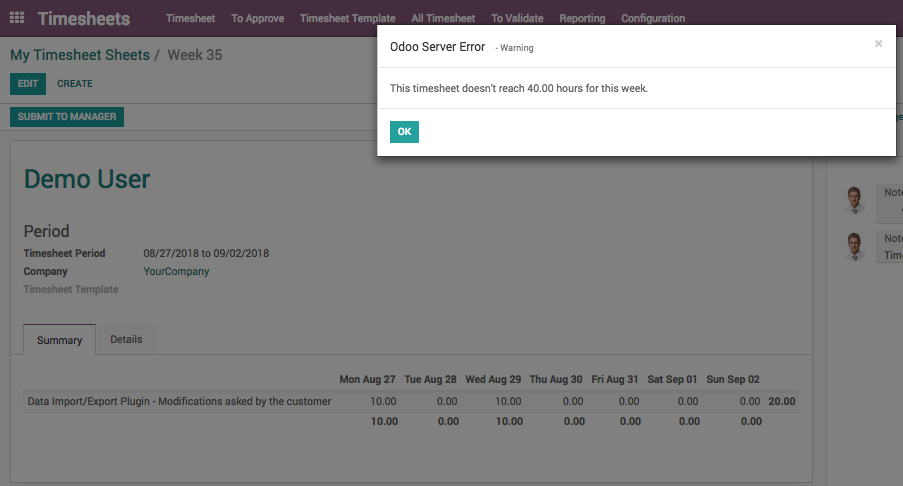 Timesheets Timesheet To Approve Timesheet Template All Timesheet To Validate Reporting Configuration
My Timesheet Sheets / Week 35
EDIT CREATE
SUBMIT TO MANAGER
Odoo Server Error - Warning ×
This timesheet doesn't reach 40.00 hours for this week.
OK
Demo User
Period
Timesheet Period 08/27/2018 to 09/02/2018
Company YourCompany
Timesheet Template
Note
Note
Summary Details
Mon Aug 27 Tue Aug 28 Wed Aug 29 Thu Aug 30 Fri Aug 31 Sat Sep 01 Sun Sep 02
Data Import/Export Plugin - Modifications asked by the customer 10.00 0.00 10.00 0.00 0.00 0.00 0.00 20.00
10.00 0.00 10.00 0.00 0.00 0.00 0.00